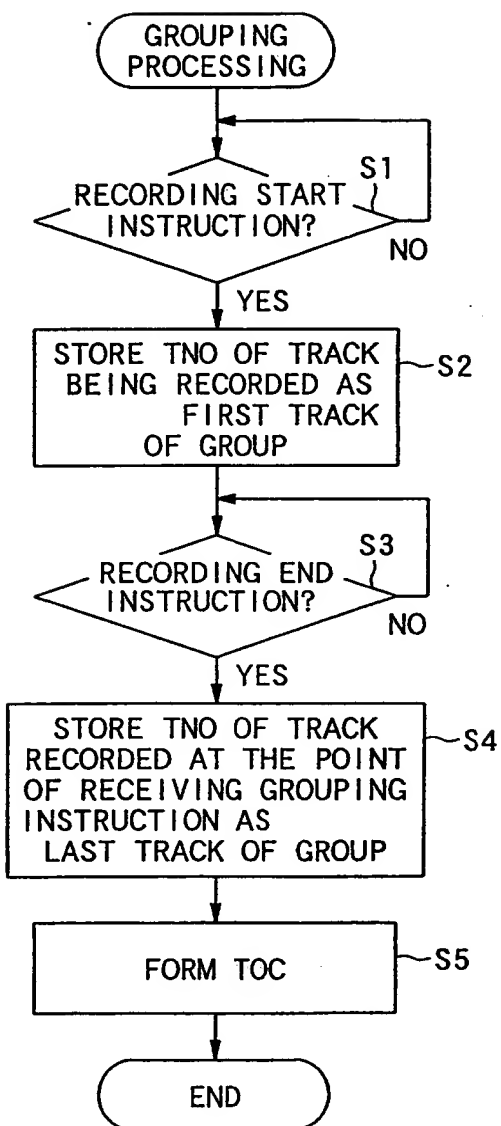 GROUPING
PROCESSING
S1
RECORDING START
INSTRUCTION?
NO
YES
STORE TNO OF TRACK
BEING RECORDED AS
FIRST TRACK
OF GROUP
S2
S3
RECORDING END
INSTRUCTION?
NO
YES
STORE TNO OF TRACK
RECORDED AT THE POINT
OF RECEIVING GROUPING
INSTRUCTION AS
LAST TRACK OF GROUP
S4
FORM TOC
S5
END